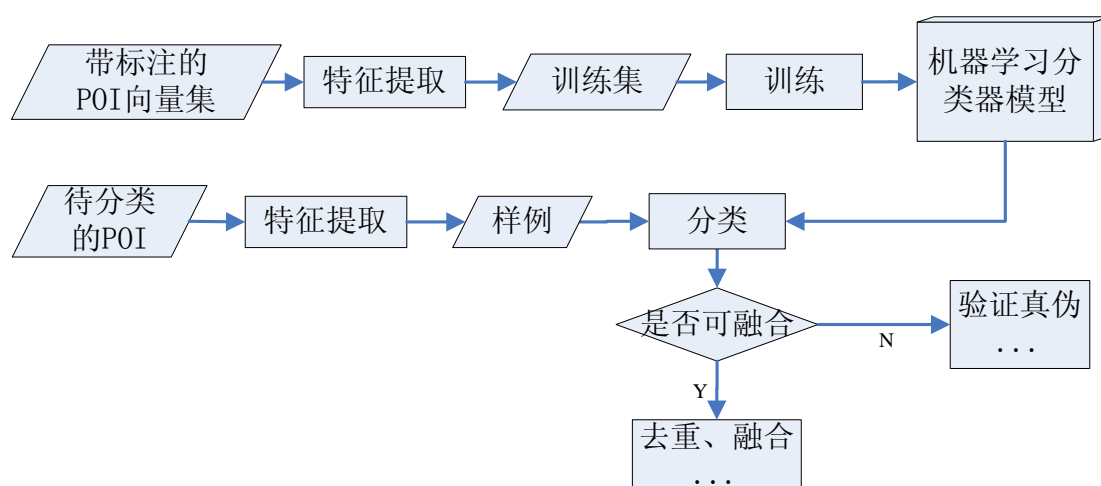 带标注的
POI向量集
特征提取
训练集
训练
机器学习分
类器模型
待分类
的POI
特征提取
样例
分类
是否可融合
N
验证真伪
...
Y
去重、融合
...